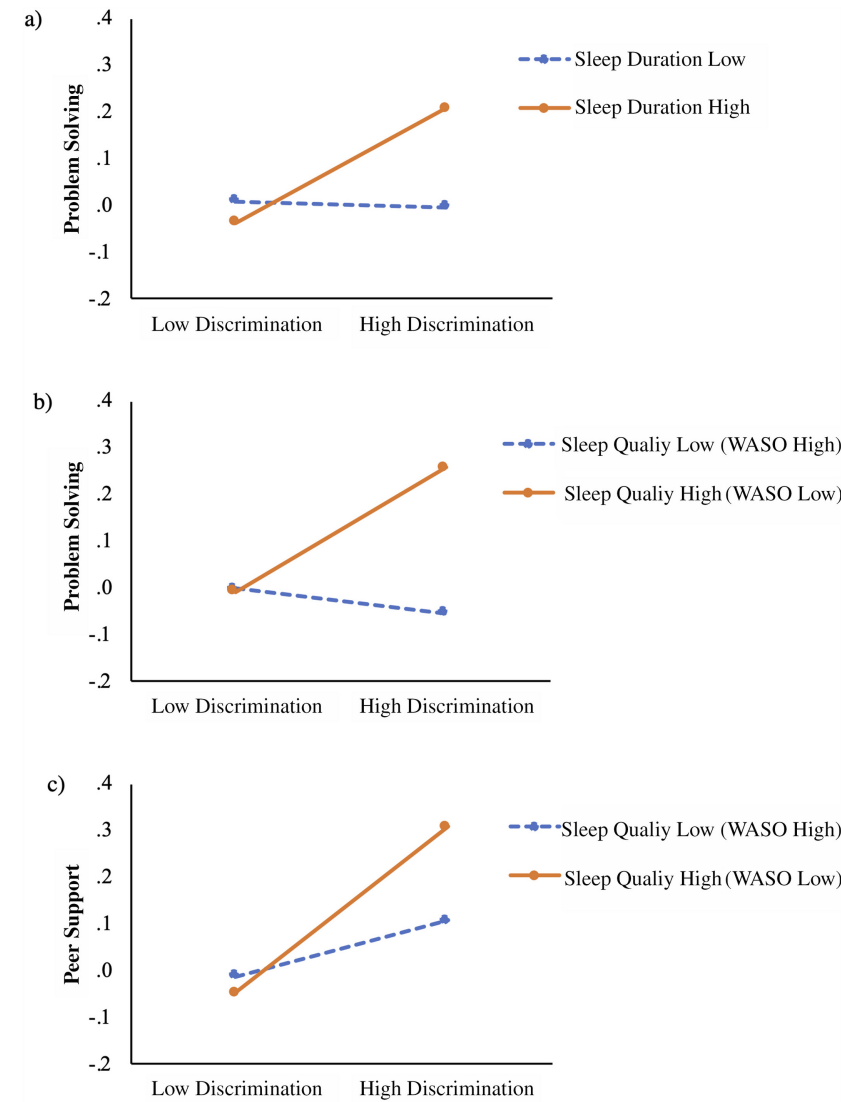 a)
.4
.3
.2
.1
.0
-.1
-.2
Problem Solving
Low Discrimination
High Discrimination
Sleep Duration Low
Sleep Duration High
b)
.4
.3
.2
.1
.0
-.1
-.2
Problem Solving
Low Discrimination
High Discrimination
Sleep Qualiy Low (WASO High)
Sleep Qualiy High (WASO Low)
c)
.4
.3
.2
.1
.0
-.1
-.2
Peer Support
Low Discrimination
High Discrimination
Sleep Qualiy Low (WASO High)
Sleep Qualiy High (WASO Low)